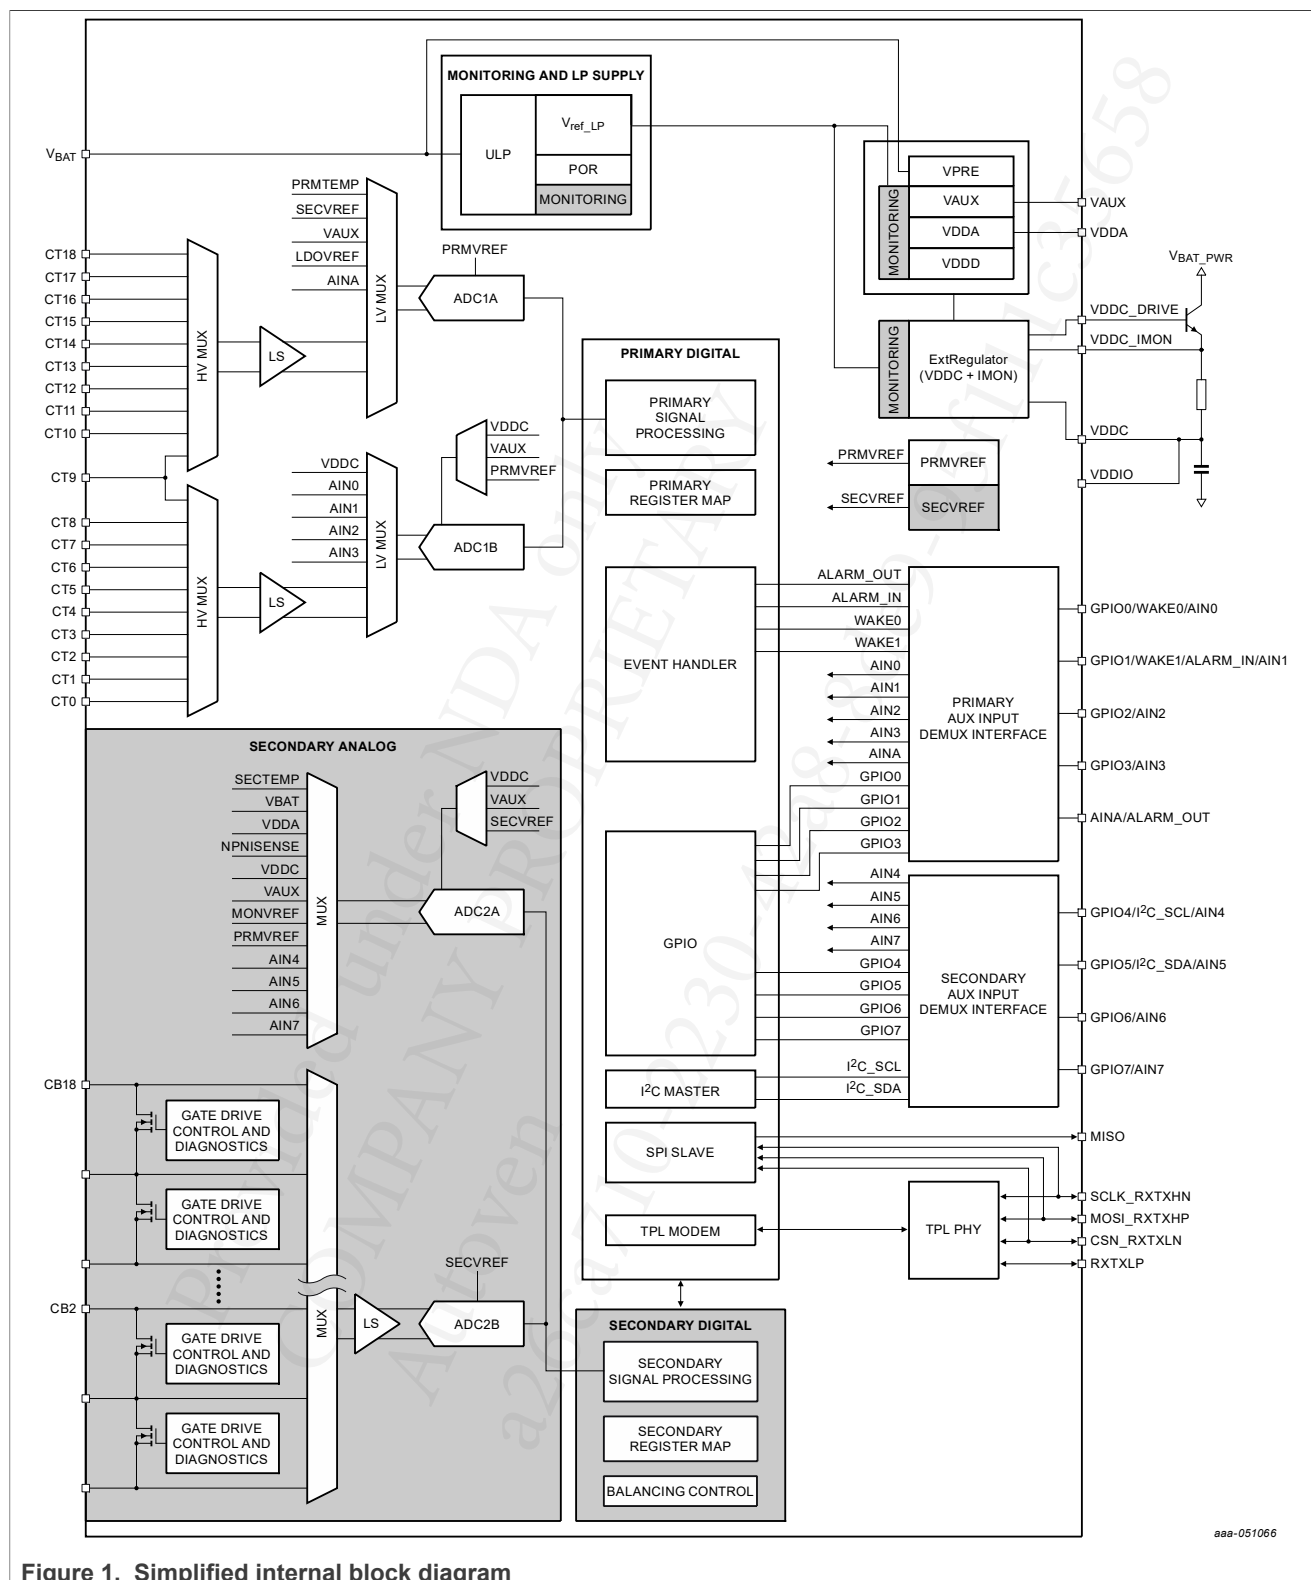 MONITORING AND LP SUPPLY
Vref_LP
ULP
POR
MONITORING
VBAT
PRMTEMP
SECVREF
VAUX
LDOVREF
AINA
LV MUX
PRMVREF
ADC1A
CT18
CT17
CT16
CT15
CT14
CT13
CT12
CT11
CT10
CT9
CT8
CT7
CT6
CT5
CT4
CT3
CT2
CT1
CT0
HV MUX
LS
HV MUX
LS
VDDC
AIN0
AIN1
AIN2
AIN3
LV MUX
VDDC
VAUX
PRMVREF
ADC1B
PRIMARY DIGITAL
PRIMARY
SIGNAL
PROCESSING
PRIMARY
REGISTER MAP
EVENT HANDLER
GPIO
I2C MASTER
SPI SLAVE
TPL MODEM
MONITORING
VPRE
VAUX
VDDA
VDDD
VAUX
VDDA
VBAT_PWR
MONITORING
ExtRegulator
(VDDC + IMON)
VDDC_DRIVE
VDDC_IMON
VDDC
VDDIO
PRMVREF
PRMVREF
SECVREF
SECVREF
ALARM_OUT
ALARM_IN
WAKE0
WAKE1
AIN0
AIN1
AIN2
AIN3
AINA
GPIO0
GPIO1
GPIO2
GPIO3
PRIMARY
AUX INPUT
DEMUX INTERFACE
GPIO0/WAKE0/AIN0
GPIO1/WAKE1/ALARM_IN/AIN1
GPIO2/AIN2
GPIO3/AIN3
AINA/ALARM_OUT
AIN4
AIN5
AIN6
AIN7
GPIO4
GPIO5
GPIO6
GPIO7
I2C_SCL
I2C_SDA
SECONDARY
AUX INPUT
DEMUX INTERFACE
GPIO4/I2C_SCL/AIN4
GPIO5/I2C_SDA/AIN5
GPIO6/AIN6
GPIO7/AIN7
TPL PHY
MISO
SCLK_RXTXHN
MOSI_RXTXHP
CSN_RXTXLN
RXTXLP
SECONDARY ANALOG
SECTEMP
VBAT
VDDA
NPNISENSE
VDDC
VAUX
MONVREF
PRMVREF
AIN4
AIN5
AIN6
AIN7
MUX
VDDC
VAUX
SECVREF
ADC2A
CB18
GATE DRIVE
CONTROL AND
DIAGNOSTICS
GATE DRIVE
CONTROL AND
DIAGNOSTICS
CB2
GATE DRIVE
CONTROL AND
DIAGNOSTICS
GATE DRIVE
CONTROL AND
DIAGNOSTICS
MUX
LS
SECVREF
ADC2B
SECONDARY DIGITAL
SECONDARY
SIGNAL PROCESSING
SECONDARY
REGISTER MAP
BALANCING CONTROL
Provided under NDA only
COMPANY PROPRIETARY
aaa-051066
Figure 1. Simplified internal block diagram